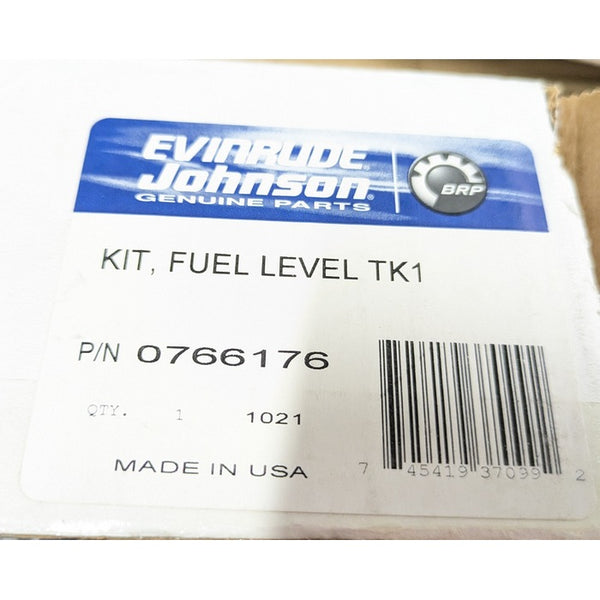 EVINRUDE
Johnson
GENUINE PARTS
BRP
KIT, FUEL LEVEL TK1
P/N 0766176
QTY. 1 1021
MADE IN USA
7 45419 37099 2